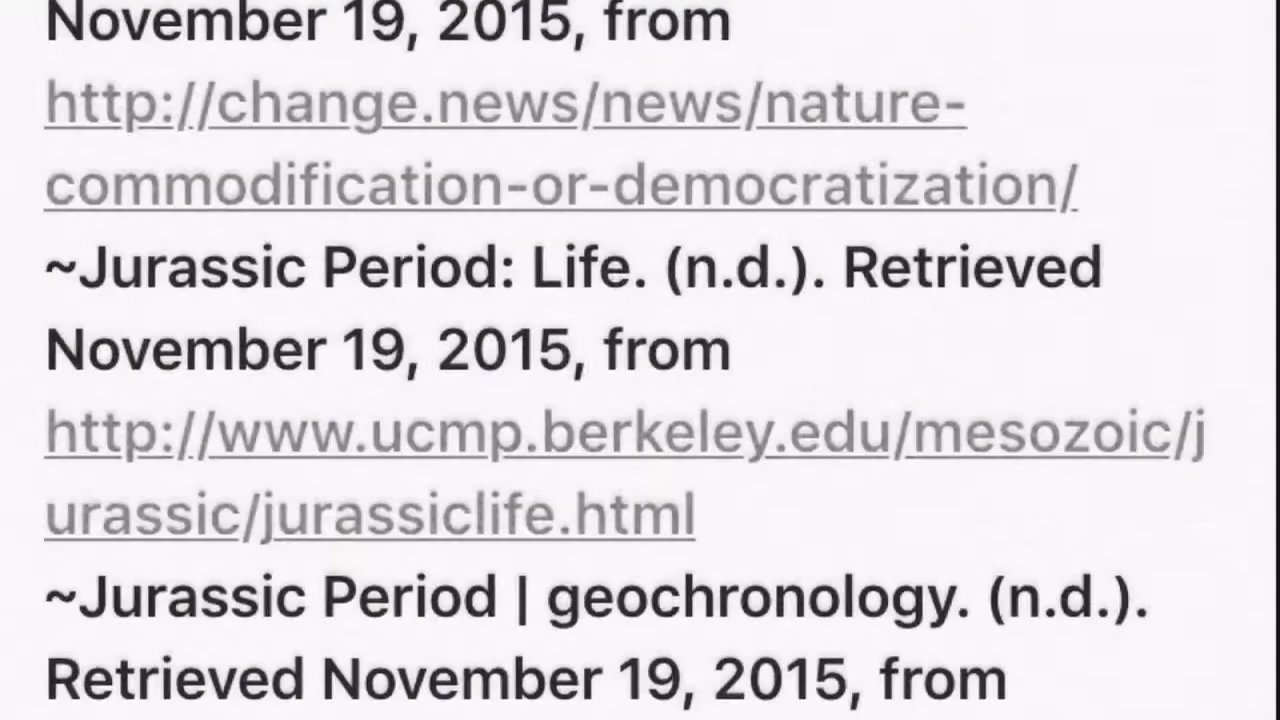 November 19, 2015, from
http://change.news/news/nature-
commodification-or-democratization/
~Jurassic Period: Life. (n.d.). Retrieved
November 19, 2015, from
http://www.ucmp.berkeley.edu/mesozoic/j
urassic/jurassiclife.html
~Jurassic Period | geochronology. (n.d.).
Retrieved November 19, 2015, from